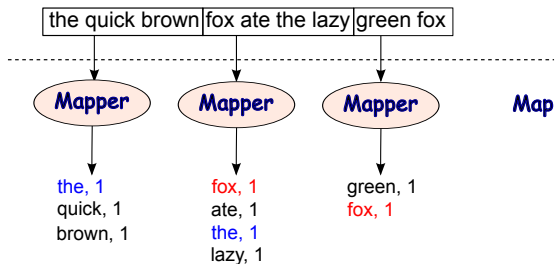 the quick brown fox ate the lazy green fox
Mapper Mapper Mapper Map
the, 1 fox, 1 green, 1
quick, 1 ate, 1 fox, 1
brown, 1 the, 1
lazy, 1